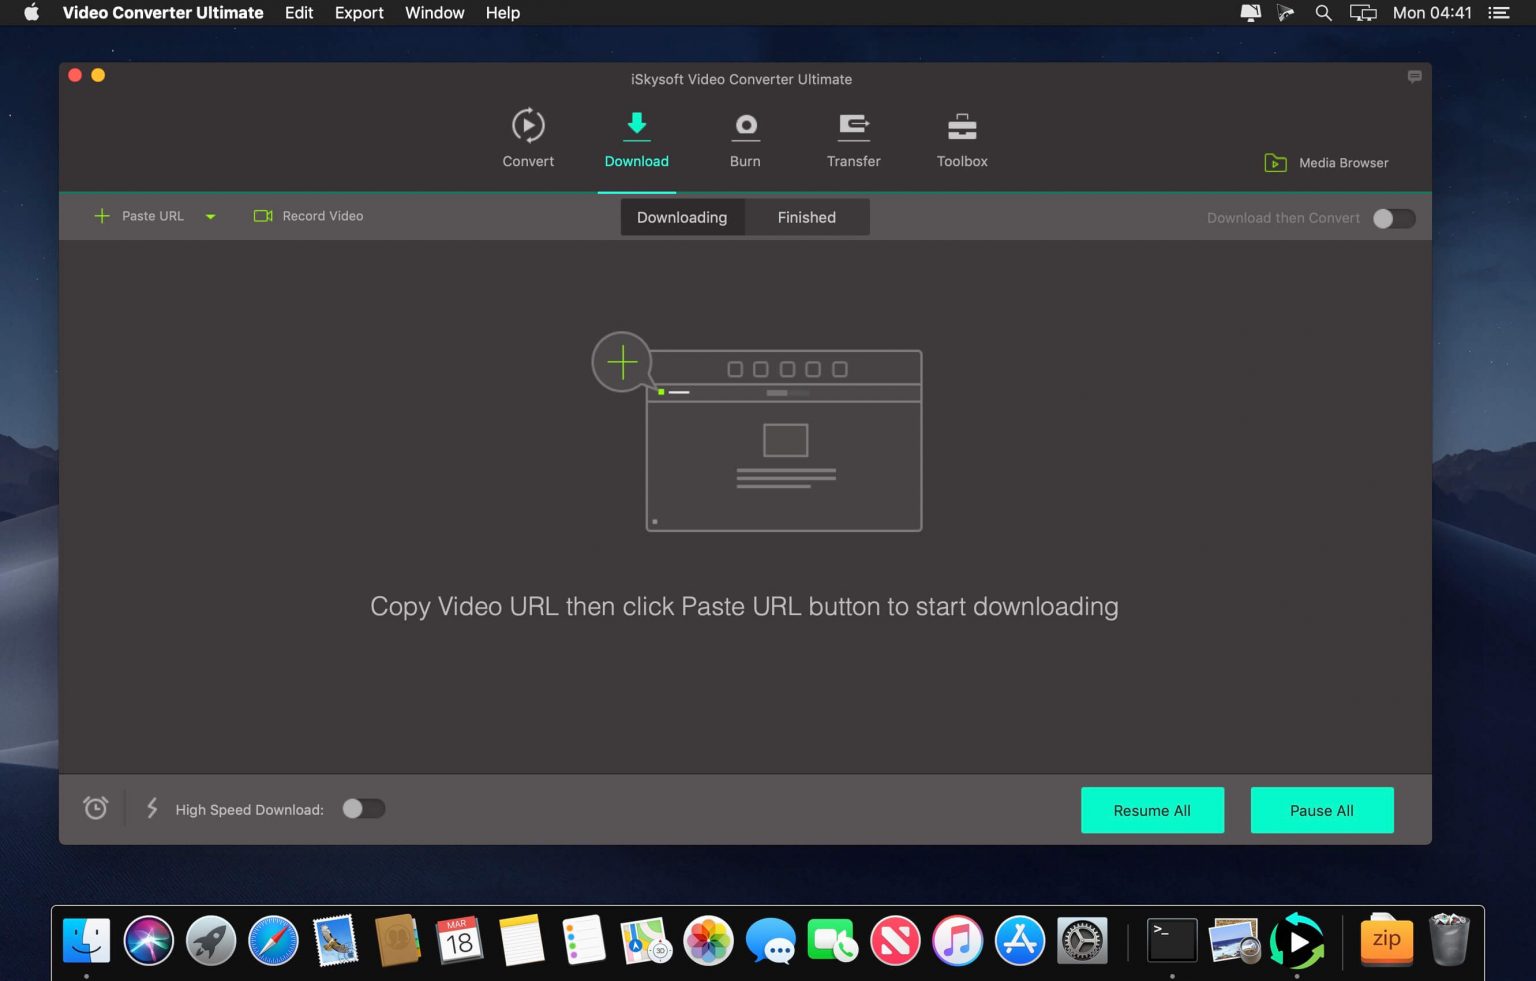 Video Converter Ultimate Edit Export Window Help Mon 04:41
iSkysoft Video Converter Ultimate
Convert Download Burn Transfer Toolbox Media Browser
Paste URL Record Video Downloading Finished Download then Convert
Copy Video URL then click Paste URL button to start downloading
High Speed Download: Resume All Pause All
MAR
18
3D
>_
zip